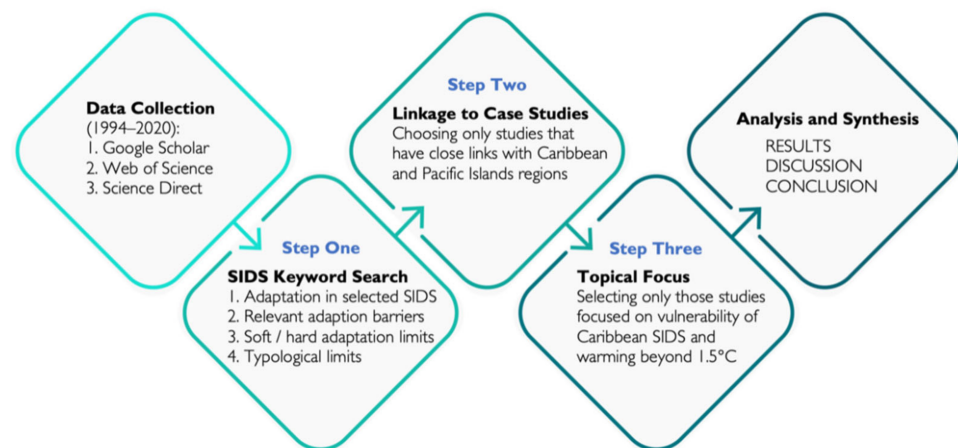 Data Collection
(1994–2020):
1. Google Scholar
2. Web of Science
3. Science Direct
Step One
SIDS Keyword Search
1. Adaptation in selected SIDS
2. Relevant adaption barriers
3. Soft / hard adaptation limits
4. Typological limits
Step Two
Linkage to Case Studies
Choosing only studies that
have close links with Caribbean
and Pacific Islands regions
Step Three
Topical Focus
Selecting only those studies
focused on vulnerability of
Caribbean SIDS and
warming beyond 1.5°C
Analysis and Synthesis
RESULTS
DISCUSSION
CONCLUSION